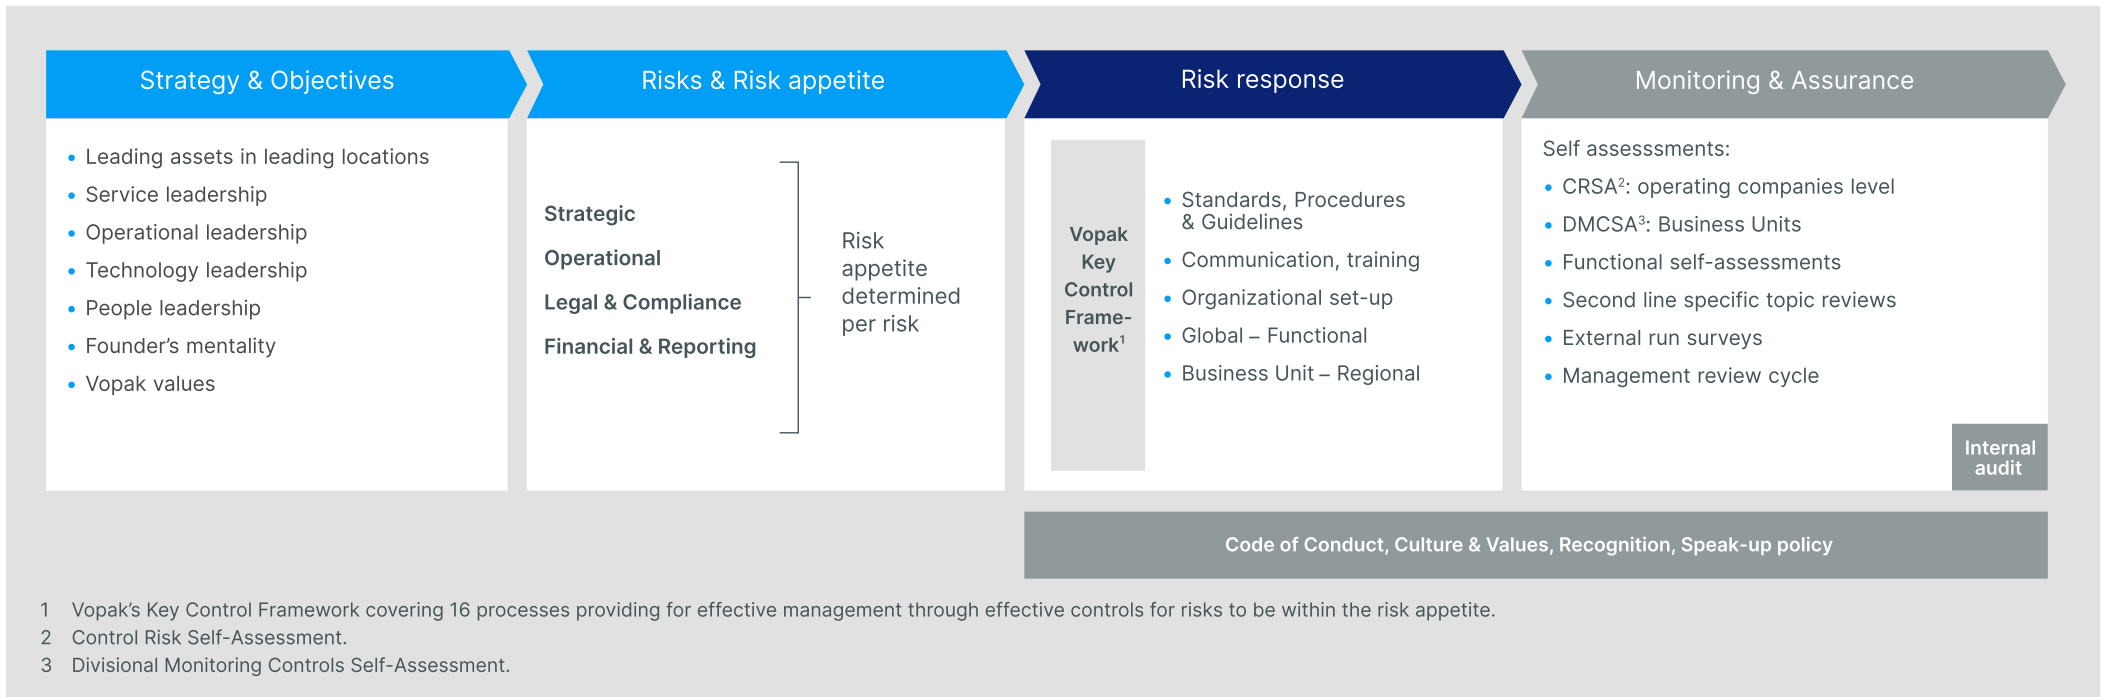 Strategy & Objectives
Leading assets in leading locations
Service leadership
Operational leadership
Technology leadership
People leadership
Founder’s mentality
Vopak values
Risks & Risk appetite
Strategic
Operational
Legal & Compliance
Financial & Reporting
Risk
appetite
determined
per risk
Risk response
Vopak
Key
Control
Frame-
work¹
Standards, Procedures
& Guidelines
Communication, training
Organizational set-up
Global – Functional
Business Unit – Regional
Monitoring & Assurance
Self assesssments:
CRSA²: operating companies level
DMCSA³: Business Units
Functional self-assessments
Second line specific topic reviews
External run surveys
Management review cycle
Internal
audit
Code of Conduct, Culture & Values, Recognition, Speak-up policy
1 Vopak’s Key Control Framework covering 16 processes providing for effective management through effective controls for risks to be within the risk appetite.
2 Control Risk Self-Assessment.
3 Divisional Monitoring Controls Self-Assessment.